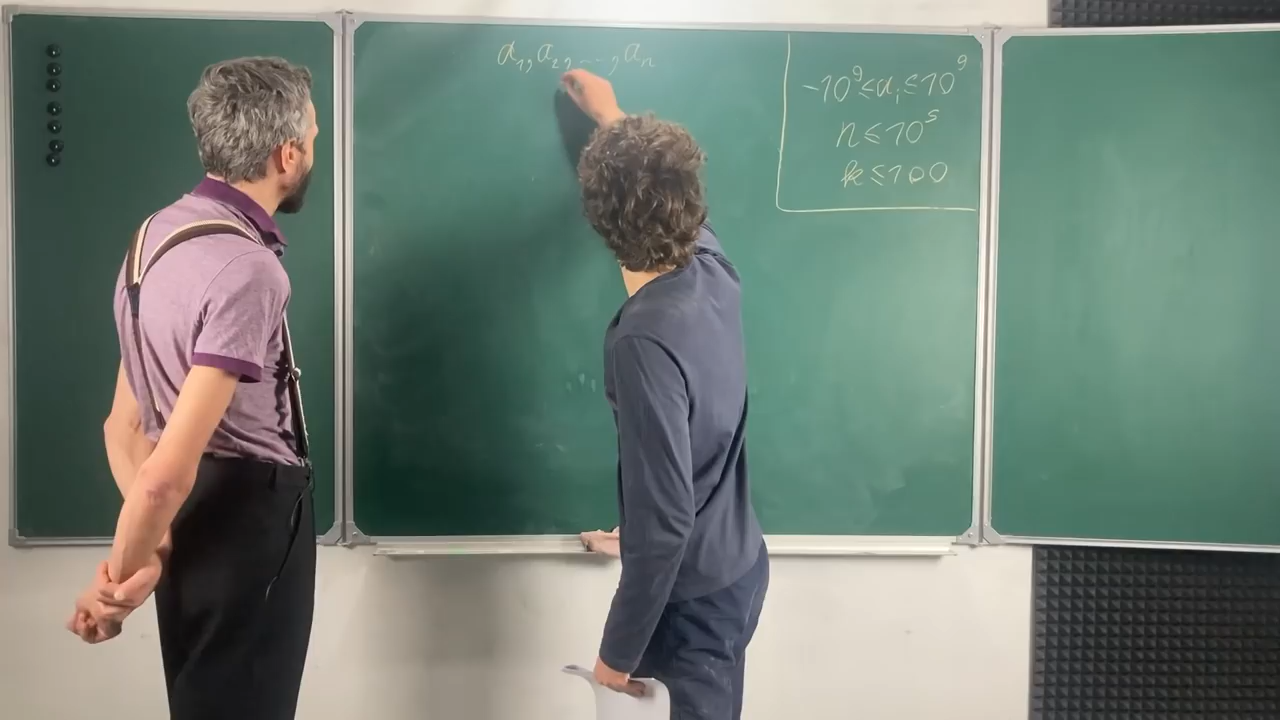 a₁, a₂, ..., aₙ
-10⁹ ≤ aᵢ ≤ 10⁹
n ≤ 10⁵
k ≤ 100